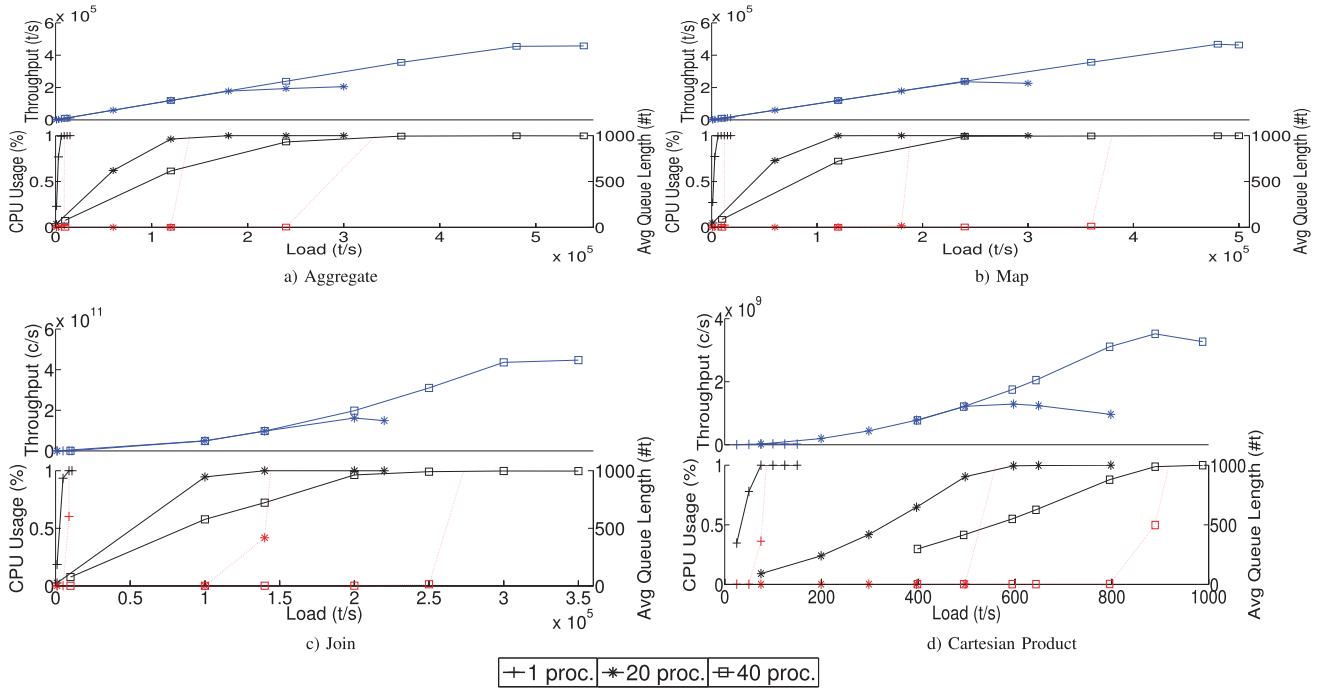 6 x 10^5
4
2
0
Throughput (t/s)
1
0.5
0
CPU Usage (%)
1000
500
0
Avg Queue Length (#t)
0 1 2 3 4 5
Load (t/s)
x 10^5
a) Aggregate
6 x 10^5
4
2
0
Throughput (t/s)
1
0.5
0
CPU Usage (%)
1000
500
0
Avg Queue Length (#t)
0 1 2 3 4 5
Load (t/s)
x 10^5
b) Map
6 x 10^11
4
2
0
Throughput (c/s)
1
0.5
0
CPU Usage (%)
1000
500
0
Avg Queue Length (#t)
0 0.5 1 1.5 2 2.5 3 3.5
Load (t/s)
x 10^5
c) Join
4 x 10^9
2
0
Throughput (c/s)
1
0.5
0
CPU Usage (%)
1000
500
0
Avg Queue Length (#t)
0 200 400 600 800 1000
Load (t/s)
d) Cartesian Product
1 proc. 20 proc. 40 proc.